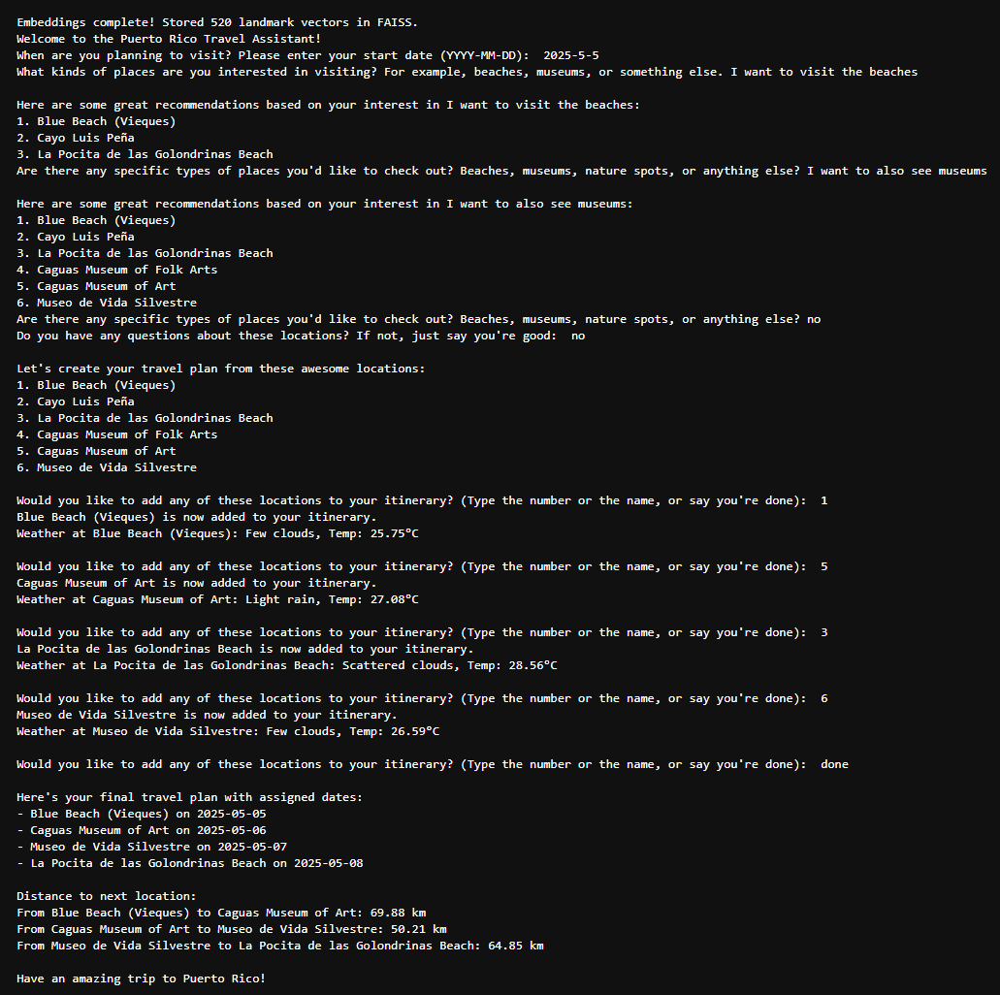 Embeddings complete! Stored 520 landmark vectors in FAISS.
Welcome to the Puerto Rico Travel Assistant!
When are you planning to visit? Please enter your start date (YYYY-MM-DD):  2025-5-5
What kinds of places are you interested in visiting? For example, beaches, museums, or something else. I want to visit the beaches

Here are some great recommendations based on your interest in I want to visit the beaches:
1. Blue Beach (Vieques)
2. Cayo Luis Peña
3. La Pocita de las Golondrinas Beach
Are there any specific types of places you'd like to check out? Beaches, museums, nature spots, or anything else? I want to also see museums

Here are some great recommendations based on your interest in I want to also see museums:
1. Blue Beach (Vieques)
2. Cayo Luis Peña
3. La Pocita de las Golondrinas Beach
4. Caguas Museum of Folk Arts
5. Caguas Museum of Art
6. Museo de Vida Silvestre
Are there any specific types of places you'd like to check out? Beaches, museums, nature spots, or anything else? no
Do you have any questions about these locations? If not, just say you're good:  no

Let's create your travel plan from these awesome locations:
1. Blue Beach (Vieques)
2. Cayo Luis Peña
3. La Pocita de las Golondrinas Beach
4. Caguas Museum of Folk Arts
5. Caguas Museum of Art
6. Museo de Vida Silvestre

Would you like to add any of these locations to your itinerary? (Type the number or the name, or say you're done):  1
Blue Beach (Vieques) is now added to your itinerary.
Weather at Blue Beach (Vieques): Few clouds, Temp: 25.75°C

Would you like to add any of these locations to your itinerary? (Type the number or the name, or say you're done):  5
Caguas Museum of Art is now added to your itinerary.
Weather at Caguas Museum of Art: Light rain, Temp: 27.08°C

Would you like to add any of these locations to your itinerary? (Type the number or the name, or say you're done):  3
La Pocita de las Golondrinas Beach is now added to your itinerary.
Weather at La Pocita de las Golondrinas Beach: Scattered clouds, Temp: 28.56°C

Would you like to add any of these locations to your itinerary? (Type the number or the name, or say you're done):  6
Museo de Vida Silvestre is now added to your itinerary.
Weather at Museo de Vida Silvestre: Few clouds, Temp: 26.59°C

Would you like to add any of these locations to your itinerary? (Type the number or the name, or say you're done):  done

Here's your final travel plan with assigned dates:
- Blue Beach (Vieques) on 2025-05-05
- Caguas Museum of Art on 2025-05-06
- Museo de Vida Silvestre on 2025-05-07
- La Pocita de las Golondrinas Beach on 2025-05-08

Distance to next location:
From Blue Beach (Vieques) to Caguas Museum of Art: 69.88 km
From Caguas Museum of Art to Museo de Vida Silvestre: 50.21 km
From Museo de Vida Silvestre to La Pocita de las Golondrinas Beach: 64.85 km

Have an amazing trip to Puerto Rico!